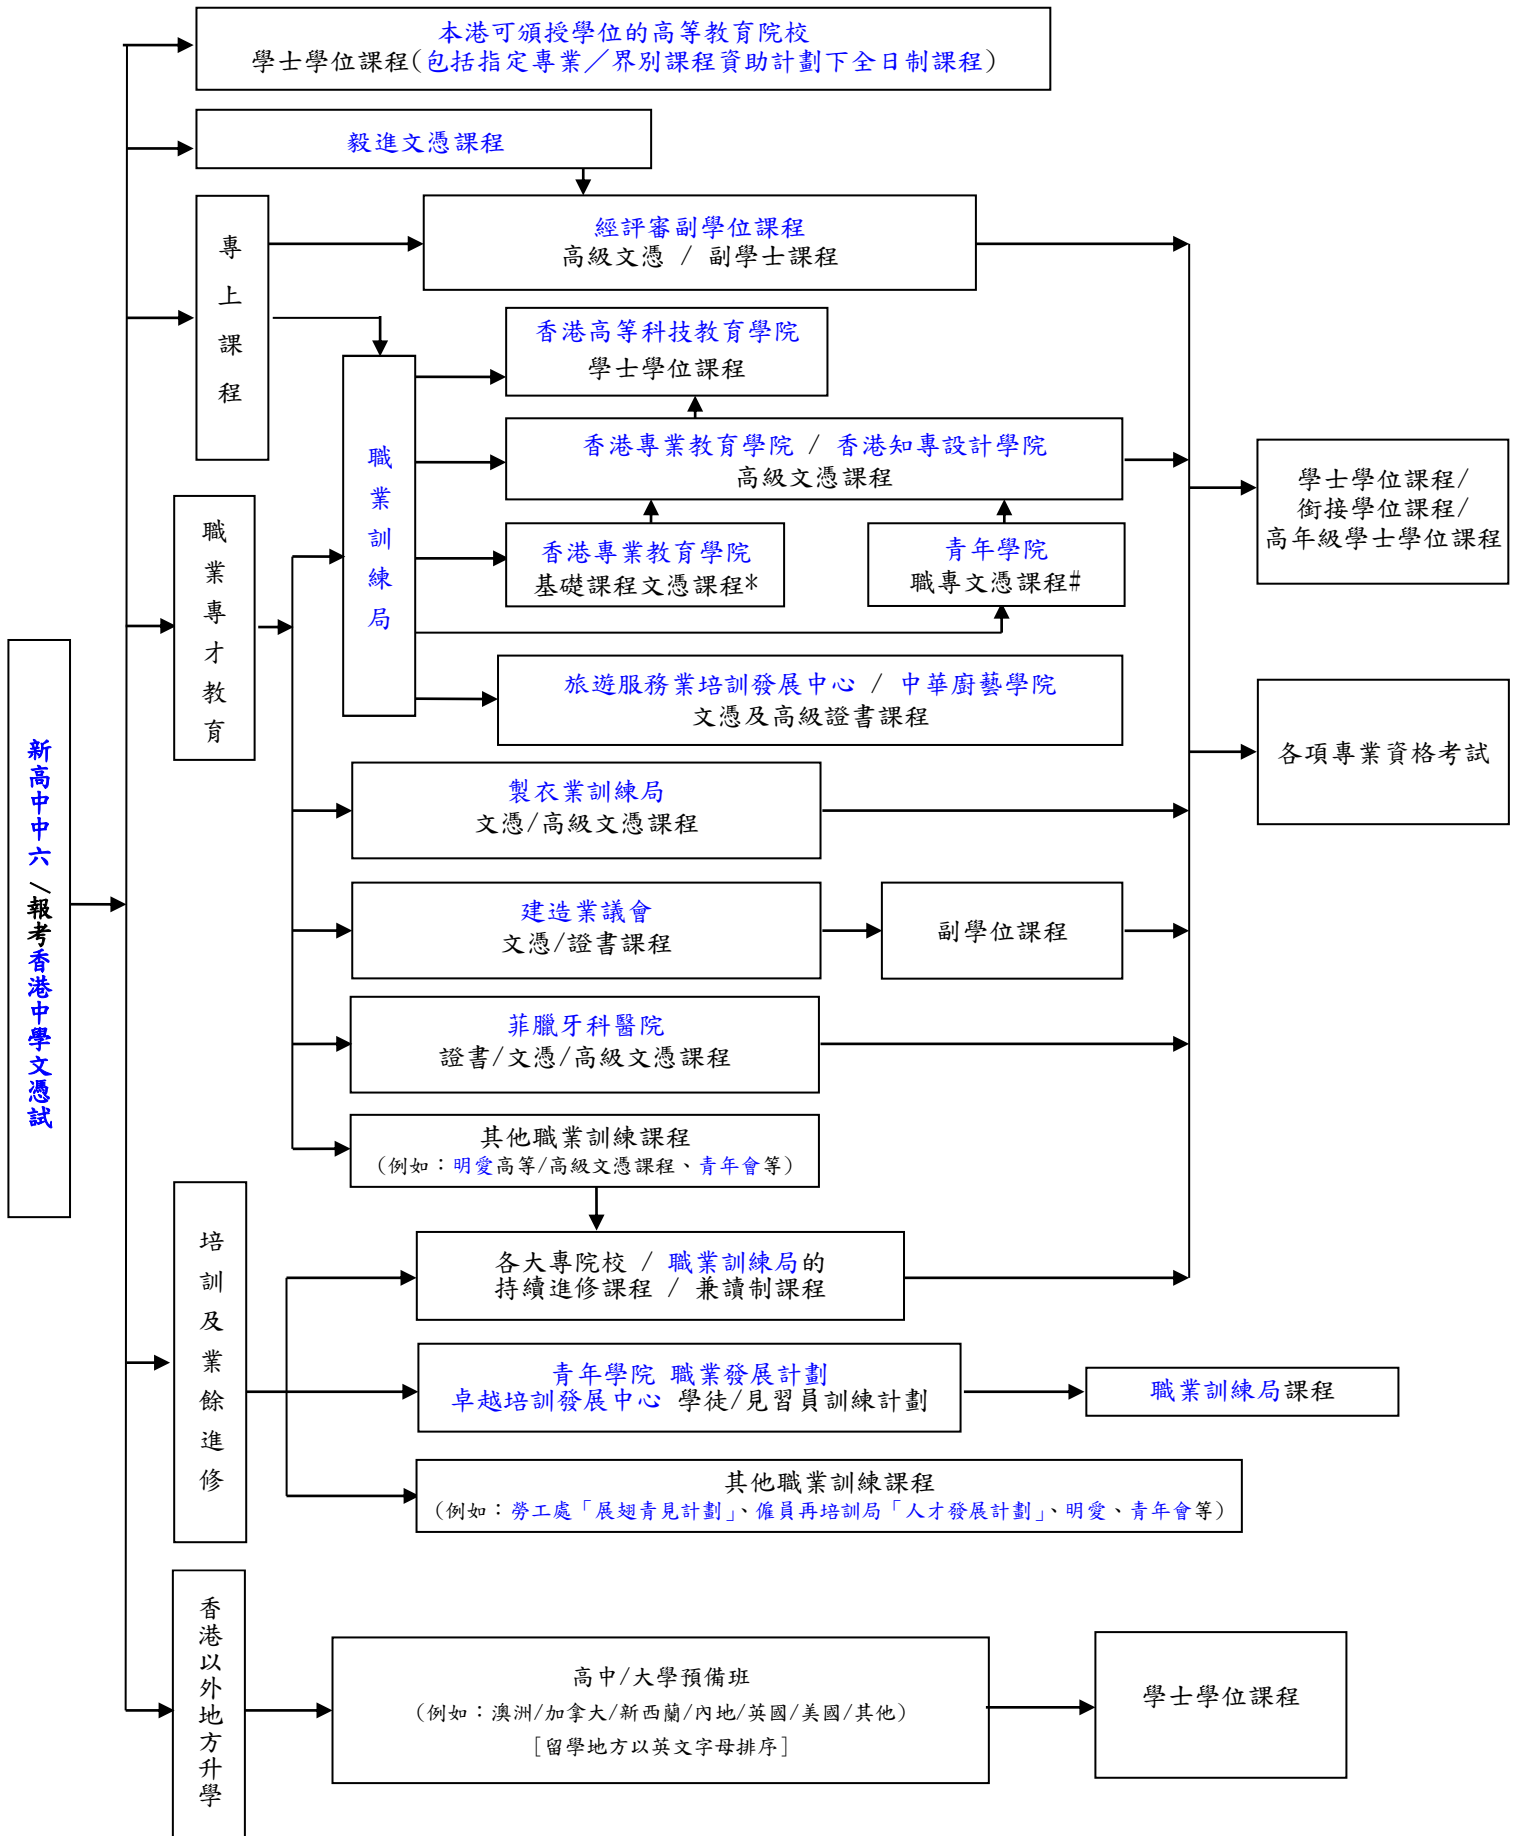 本港可頒授學位的高等教育院校
學士學位課程(包括指定專業／界別課程資助計劃下全日制課程)
毅進文憑課程
專上課程
經評審副學位課程
高級文憑 / 副學士課程
香港高等科技教育學院
學士學位課程
職業訓練局
香港專業教育學院 / 香港知專設計學院
高級文憑課程
學士學位課程/
銜接學位課程/
高年級學士學位課程
職業專才教育
香港專業教育學院
基礎課程文憑課程*
青年學院
職專文憑課程#
旅遊服務業培訓發展中心 / 中華廚藝學院
文憑及高級證書課程
各項專業資格考試
新高中中六/報考香港中學文憑試
製衣業訓練局
文憑/高級文憑課程
建造業議會
文憑/證書課程
副學位課程
菲臘牙科醫院
證書/文憑/高級文憑課程
其他職業訓練課程
(例如：明愛高等/高級文憑課程、青年會等)
培訓及業餘進修
各大專院校 / 職業訓練局的
持續進修課程 / 兼讀制課程
青年學院 職業發展計劃
卓越培訓發展中心 學徒/見習員訓練計劃
職業訓練局課程
其他職業訓練課程
(例如：勞工處「展翅青見計劃」、僱員再培訓局「人才發展計劃」、明愛、青年會等)
香港以外地方升學
高中/大學預備班
(例如：澳洲/加拿大/新西蘭/內地/英國/美國/其他)
[留學地方以英文字母排序]
學士學位課程